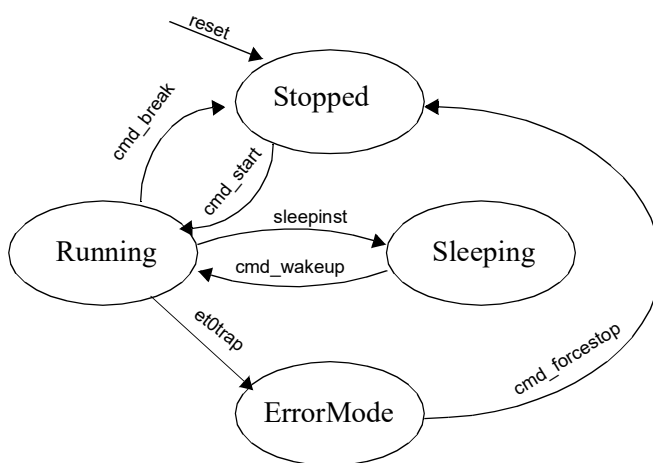 reset
Stopped
cmd_break
cmd_start
sleepinst
Running
Sleeping
cmd_wakeup
et0trap
cmd_forcestop
ErrorMode